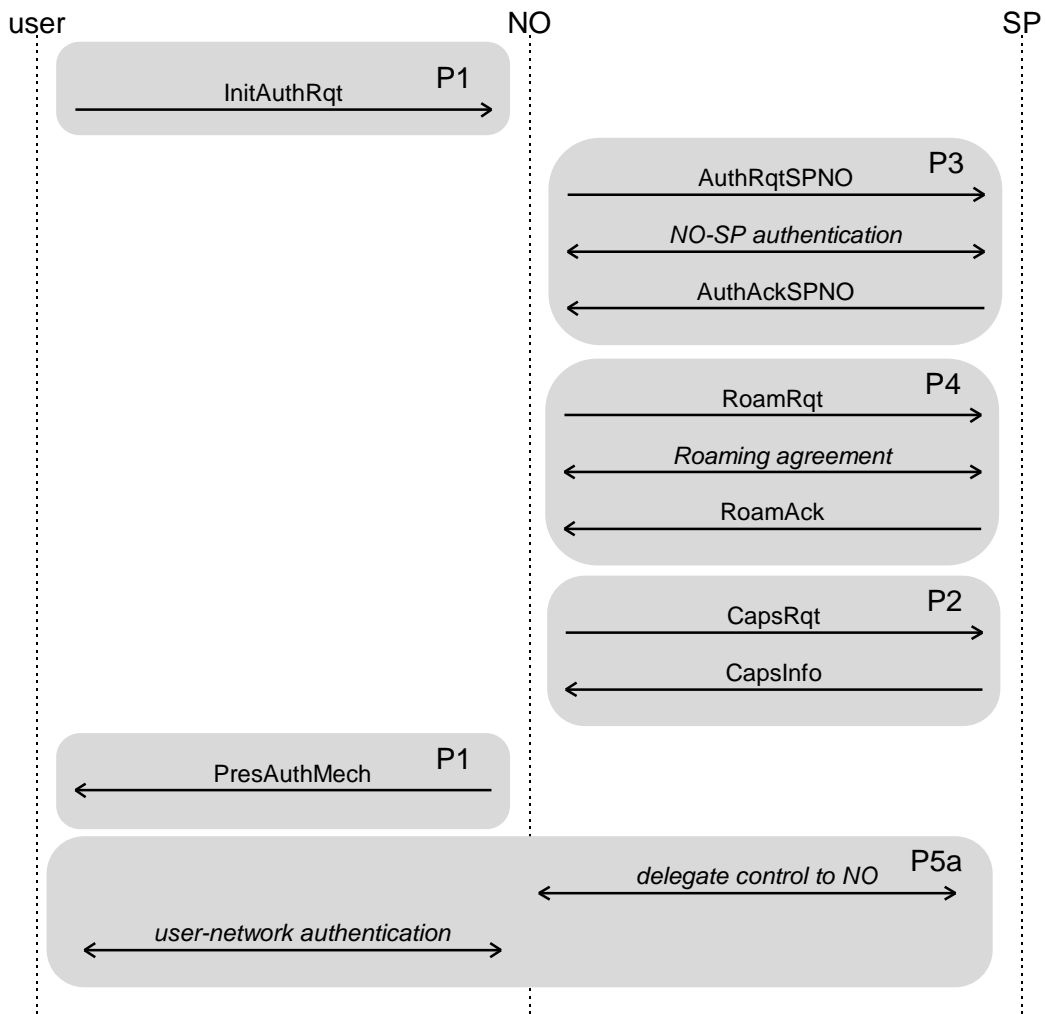 user NO SP
P1
InitAuthRqt
P3
AuthRqtSPNO
NO-SP authentication
AuthAckSPNO
P4
RoamRqt
Roaming agreement
RoamAck
P2
CapsRqt
CapsInfo
P1
PresAuthMech
P5a
delegate control to NO
user-network authentication